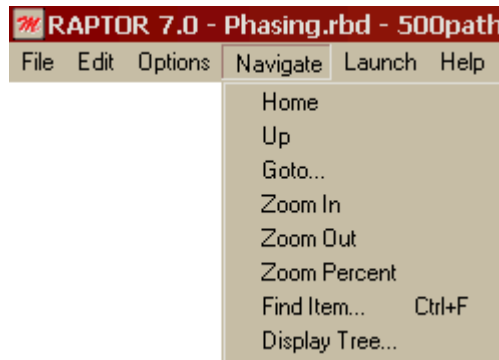 RAPTOR 7.0 - Phasing.rbd - 500path
File Edit Options Navigate Launch Help
Home
Up
Goto...
Zoom In
Zoom Out
Zoom Percent
Find Item... Ctrl+F
Display Tree...